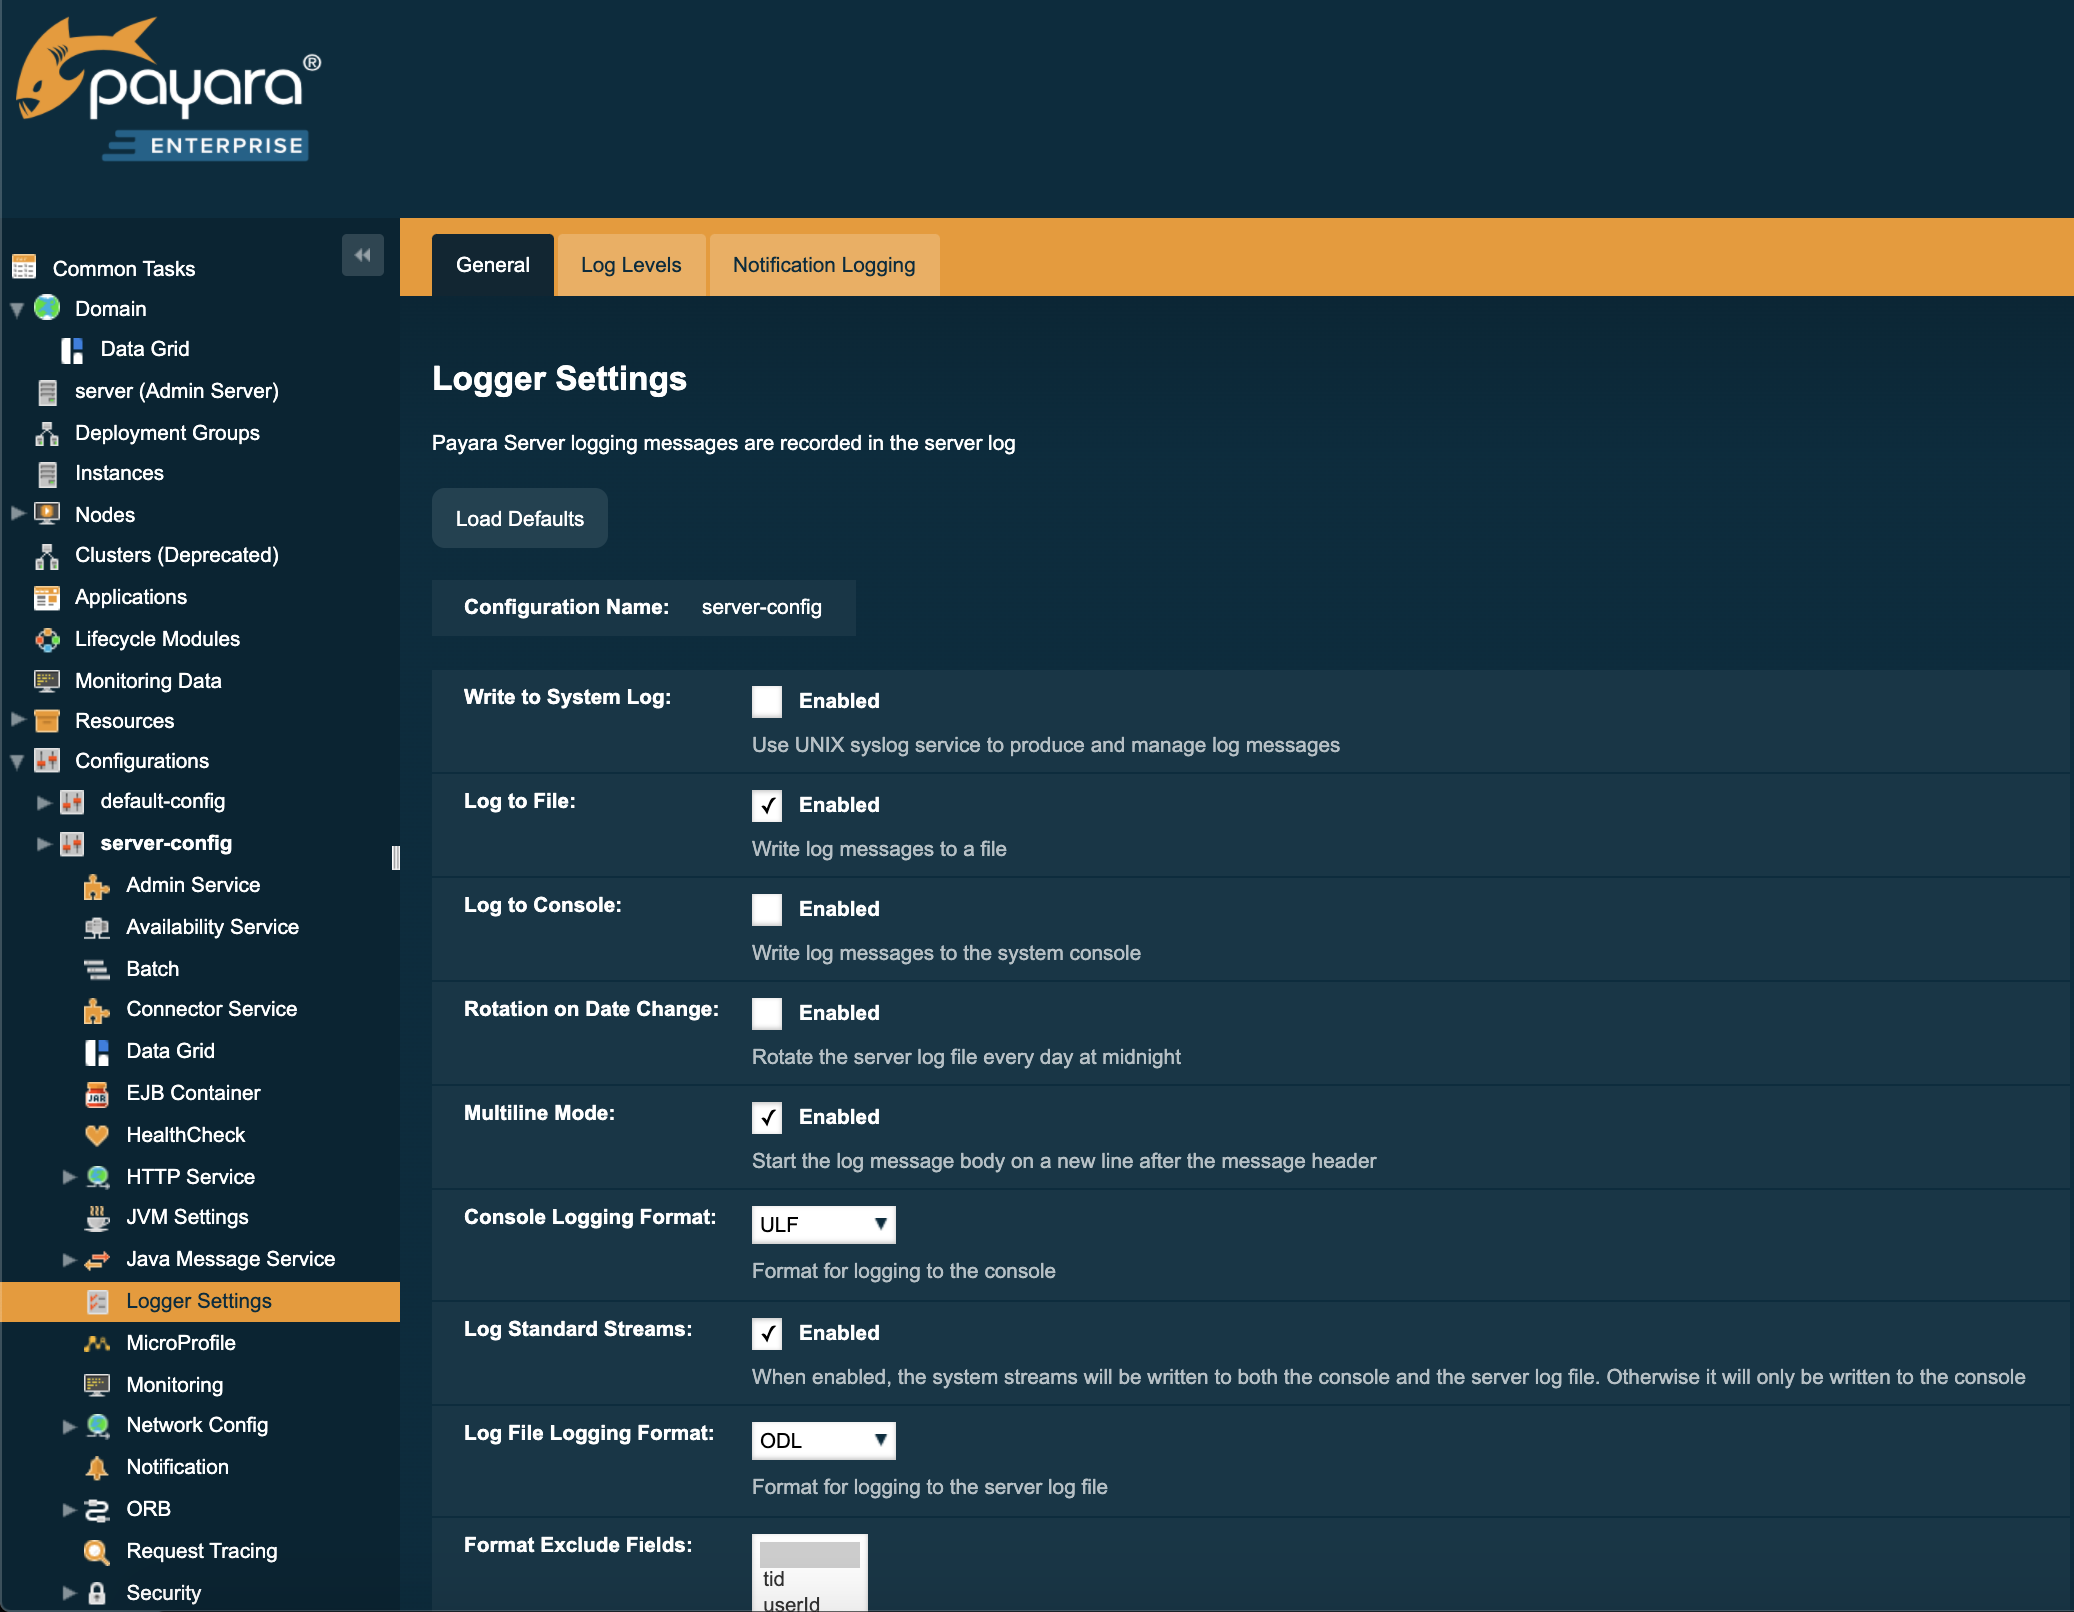 payara®
ENTERPRISE
Common Tasks
Domain
Data Grid
server (Admin Server)
Deployment Groups
Instances
Nodes
Clusters (Deprecated)
Applications
Lifecycle Modules
Monitoring Data
Resources
Configurations
default-config
server-config
Admin Service
Availability Service
Batch
Connector Service
Data Grid
EJB Container
HealthCheck
HTTP Service
JVM Settings
Java Message Service
Logger Settings
MicroProfile
Monitoring
Network Config
Notification
ORB
Request Tracing
Security
General Log Levels Notification Logging
Logger Settings
Payara Server logging messages are recorded in the server log
Load Defaults
Configuration Name: server-config
Write to System Log: Enabled
Use UNIX syslog service to produce and manage log messages
Log to File: Enabled
Write log messages to a file
Log to Console: Enabled
Write log messages to the system console
Rotation on Date Change: Enabled
Rotate the server log file every day at midnight
Multiline Mode: Enabled
Start the log message body on a new line after the message header
Console Logging Format: ULF
Format for logging to the console
Log Standard Streams: Enabled
When enabled, the system streams will be written to both the console and the server log file. Otherwise it will only be written to the console
Log File Logging Format: ODL
Format for logging to the server log file
Format Exclude Fields:
tid
userId